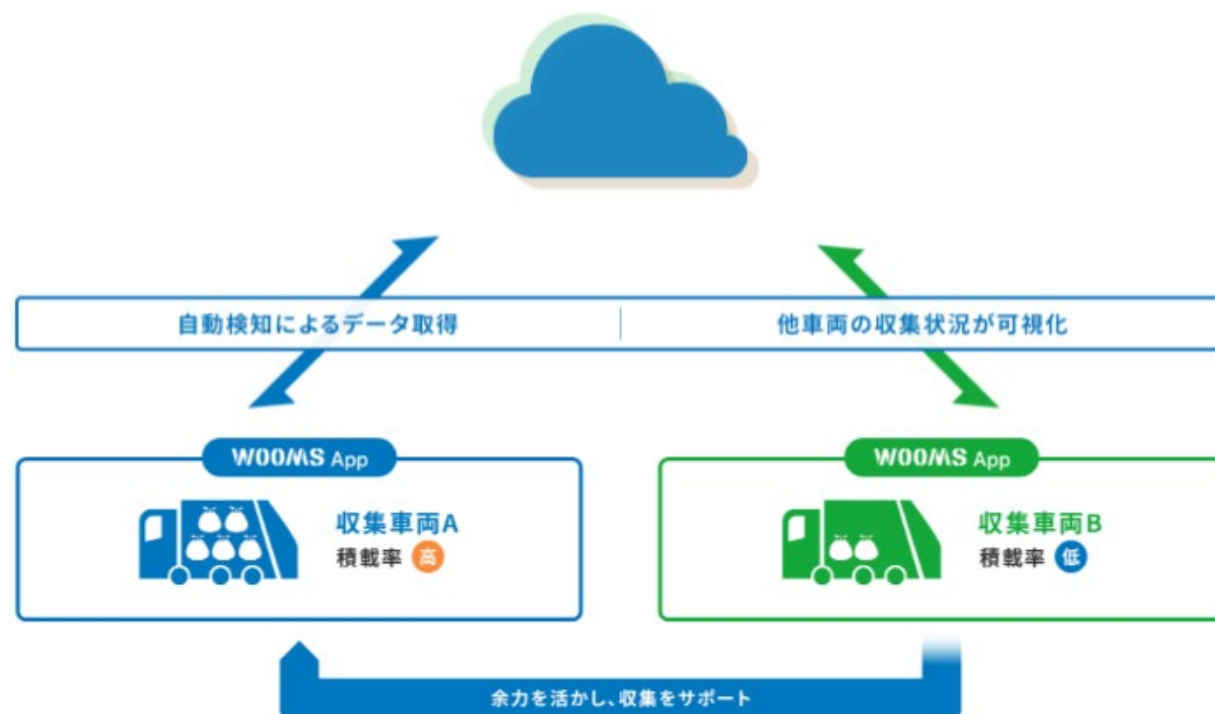 自動検知によるデータ取得
他車両の収集状況が可視化
WOOMS App
収集車両A
積載率 高
WOOMS App
収集車両B
積載率 低
余力を活かし、収集をサポート